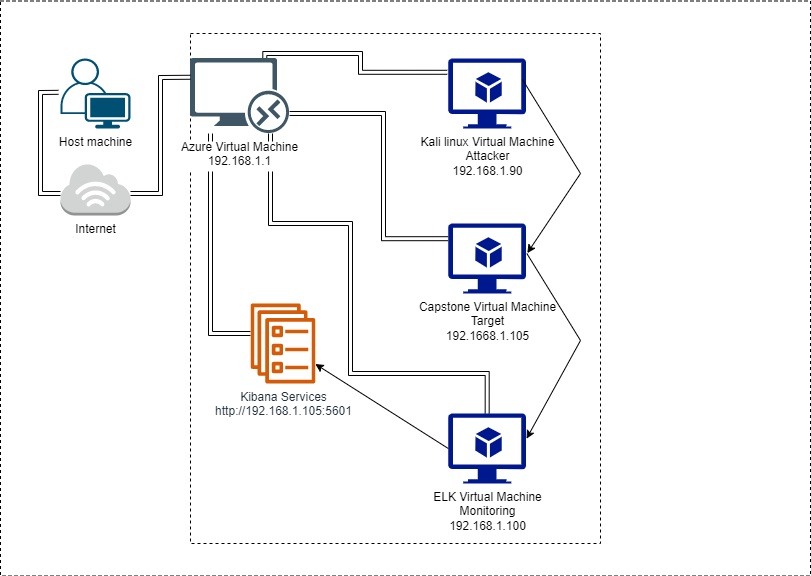 Host machine
Internet
Azure Virtual Machine
192.168.1.1
Kali linux Virtual Machine
Attacker
192.168.1.90
Capstone Virtual Machine
Target
192.1668.1.105
Kibana Services
http://192.168.1.105:5601
ELK Virtual Machine
Monitoring
192.168.1.100